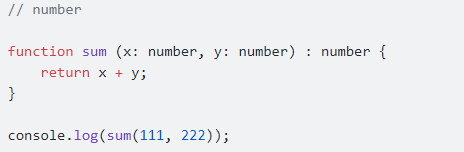 // number
function sum (x: number, y: number) : number {
    return x + y;
}
console.log(sum(111, 222));